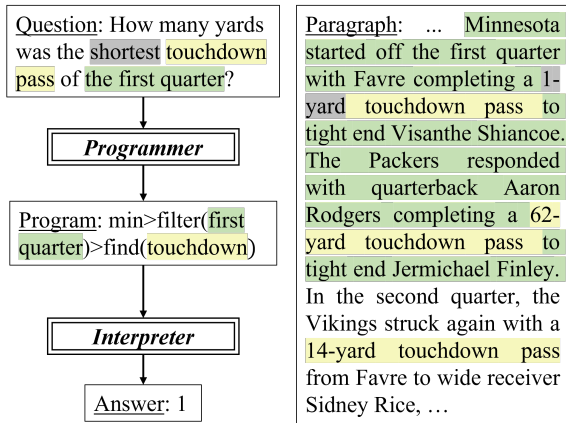 Question: How many yards
was the shortest touchdown
pass of the first quarter?
Programmer
Program: min>filter(first
quarter)>find(touchdown)
Interpreter
Answer: 1
Paragraph: ... Minnesota
started off the first quarter
with Favre completing a 1-
yard touchdown pass to
tight end Visanthe Shiancoe.
The Packers responded
with quarterback Aaron
Rodgers completing a 62-
yard touchdown pass to
tight end Jermichael Finley.
In the second quarter, the
Vikings struck again with a
14-yard touchdown pass
from Favre to wide receiver
Sidney Rice, …